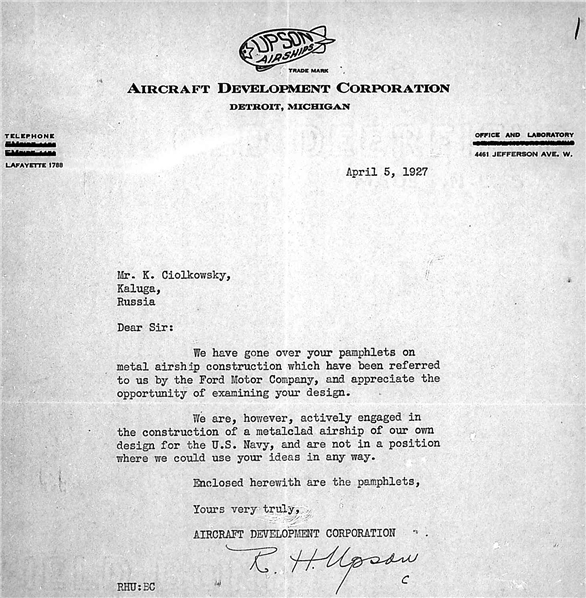 UPSON
AIRSHIPS
TRADE MARK
AIRCRAFT DEVELOPMENT CORPORATION
DETROIT, MICHIGAN
TELEPHONE
LAFAYETTE 1788
OFFICE AND LABORATORY
4461 JEFFERSON AVE. W.
April 5, 1927
Mr. K. Ciolkowsky,
Kaluga,
Russia
Dear Sir:
We have gone over your pamphlets on
metal airship construction which have been referred
to us by the Ford Motor Company, and appreciate the
opportunity of examining your design.
We are, however, actively engaged in
the construction of a metalclad airship of our own
design for the U.S. Navy, and are not in a position
where we could use your ideas in any way.
Enclosed herewith are the pamphlets,
Yours very truly,
AIRCRAFT DEVELOPMENT CORPORATION
R. H. Upson
C
RHU:BC